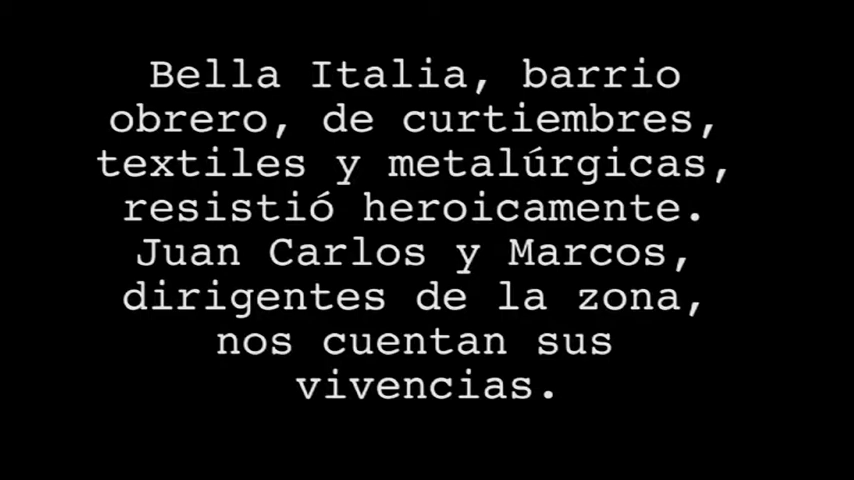 Bella Italia, barrio
obrero, de curtiembres,
textiles y metalúrgicas,
resistió heroicamente.
Juan Carlos y Marcos,
dirigentes de la zona,
nos cuentan sus
vivencias.